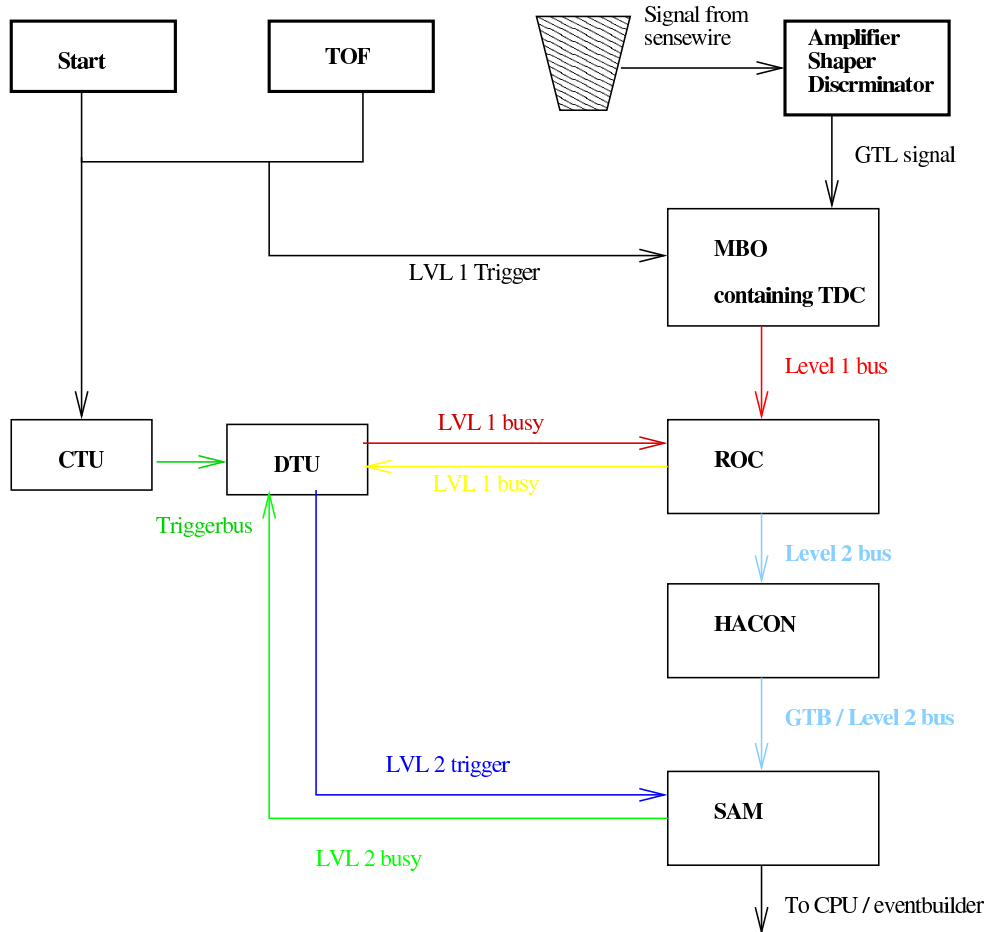 Start
TOF
Signal from
sensewire
Amplifier
Shaper
Discrminator
GTL signal
MBO
containing TDC
LVL 1 Trigger
Level 1 bus
CTU
DTU
LVL 1 busy
LVL 1 busy
ROC
Triggerbus
Level 2 bus
HACON
GTB / Level 2 bus
LVL 2 trigger
SAM
LVL 2 busy
To CPU / eventbuilder